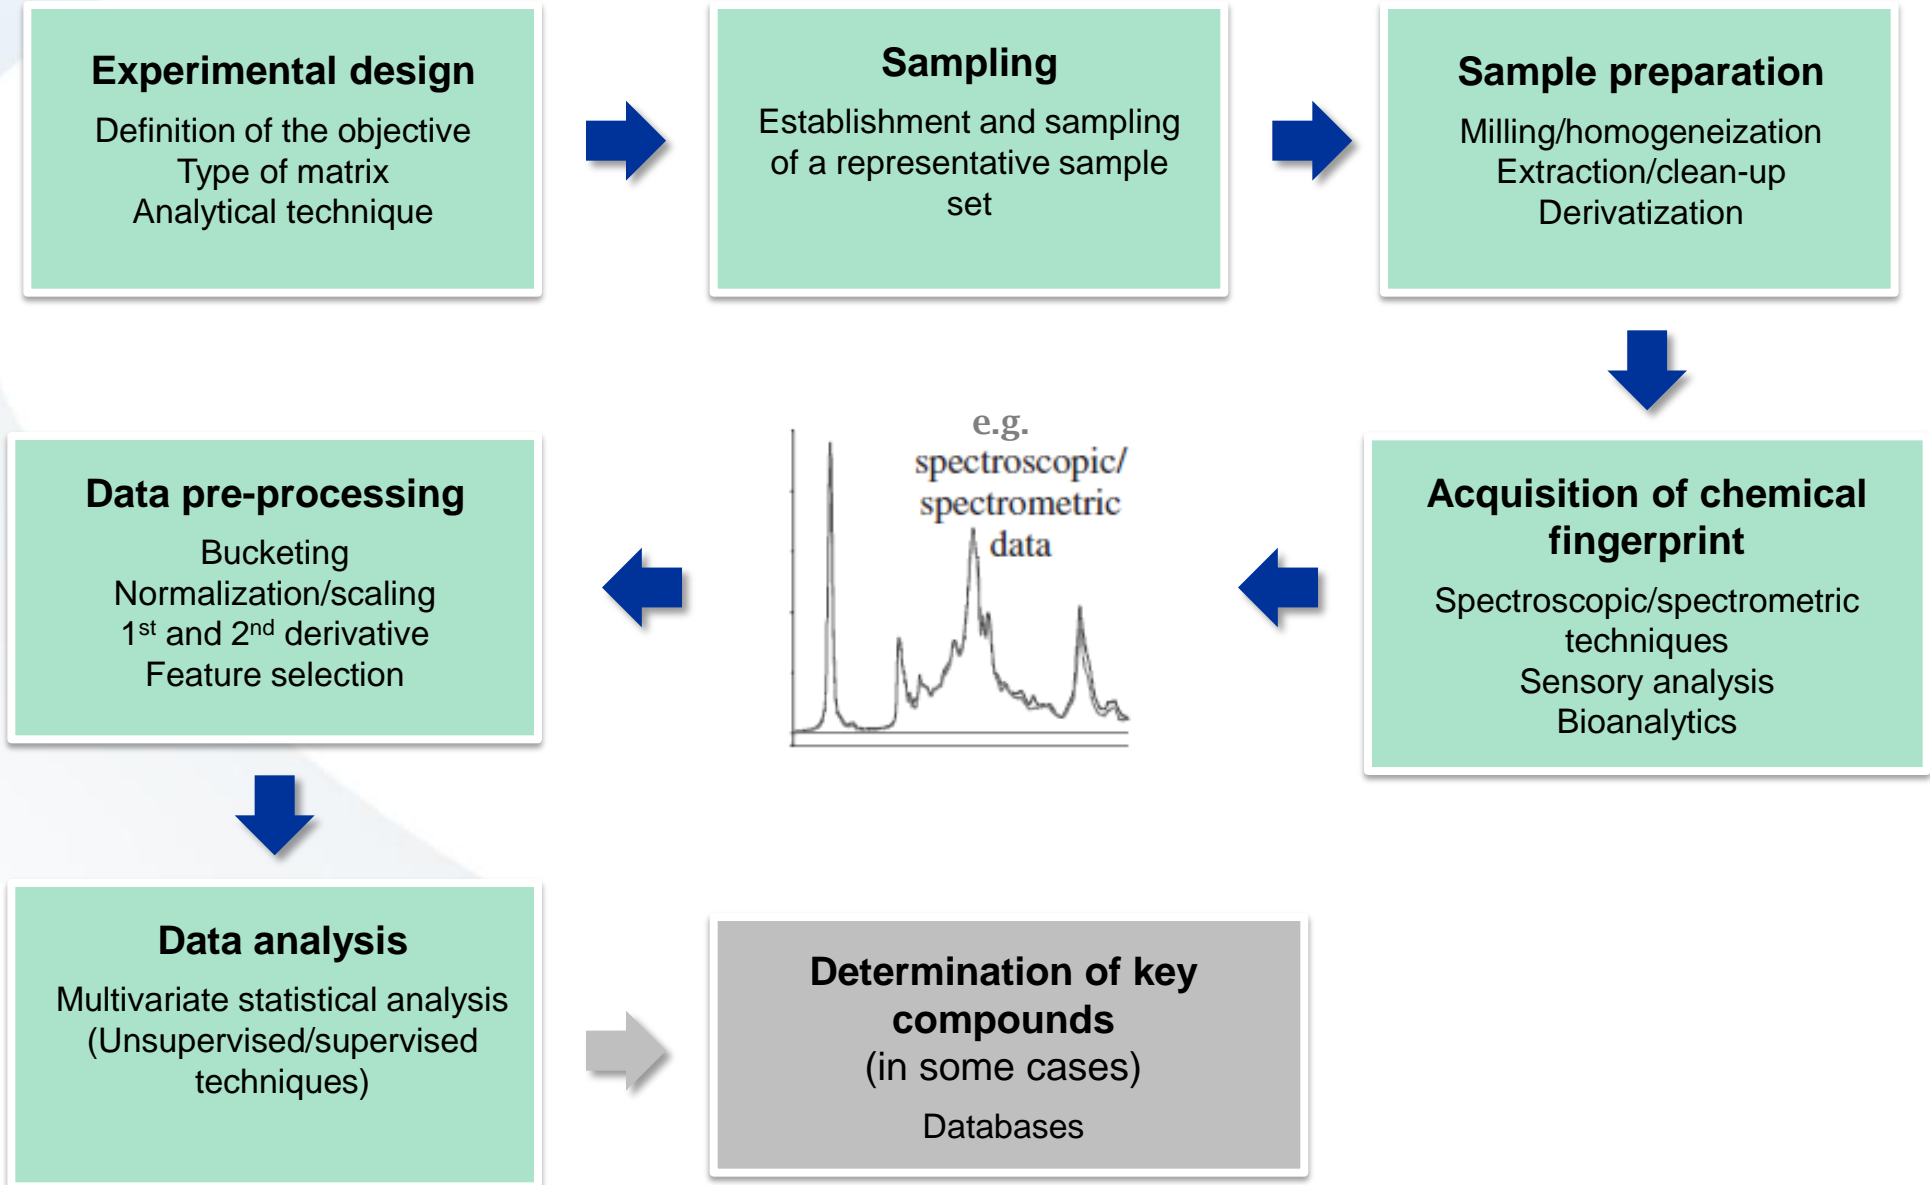 Experimental design
Definition of the objective
Type of matrix
Analytical technique
Sampling
Establishment and sampling
of a representative sample
set
Sample preparation
Milling/homogeneization
Extraction/clean-up
Derivatization
Acquisition of chemical
fingerprint
Spectroscopic/spectrometric
techniques
Sensory analysis
Bioanalytics
e.g.
spectroscopic/
spectrometric
data
Data pre-processing
Bucketing
Normalization/scaling
1st and 2nd derivative
Feature selection
Data analysis
Multivariate statistical analysis
(Unsupervised/supervised
techniques)
Determination of key
compounds
(in some cases)
Databases